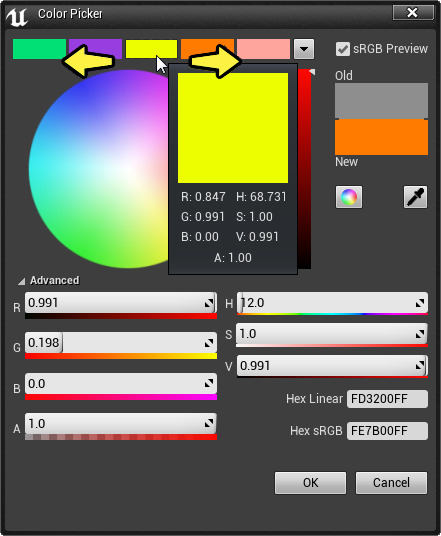 Color Picker
sRGB Preview
Old
New
R: 0.847 H: 68.731
G: 0.991 S: 1.00
B: 0.00 V: 0.991
A: 1.00
Advanced
R 0.991 H 12.0
G 0.198 S 1.0
B 0.0 V 0.991
A 1.0 Hex Linear FD3200FF
Hex sRGB FE7B00FF
OK Cancel